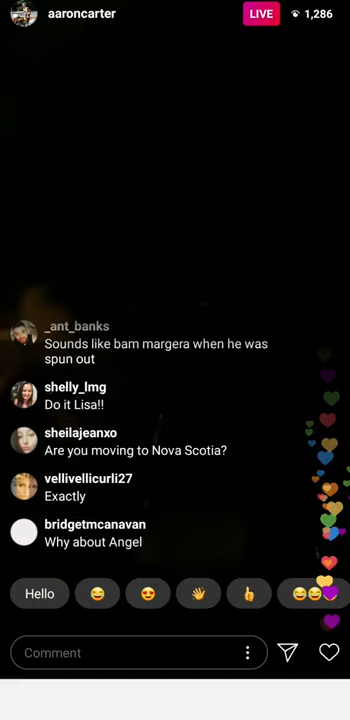 aaroncarter
LIVE
1,286
_ant_banks
Sounds like bam margera when he was
spun out
shelly_lmg
Do it Lisa!!
sheilajeanxo
Are you moving to Nova Scotia?
vellivellicurli27
Exactly
bridgetmcanavan
Why about Angel
Hello
Comment